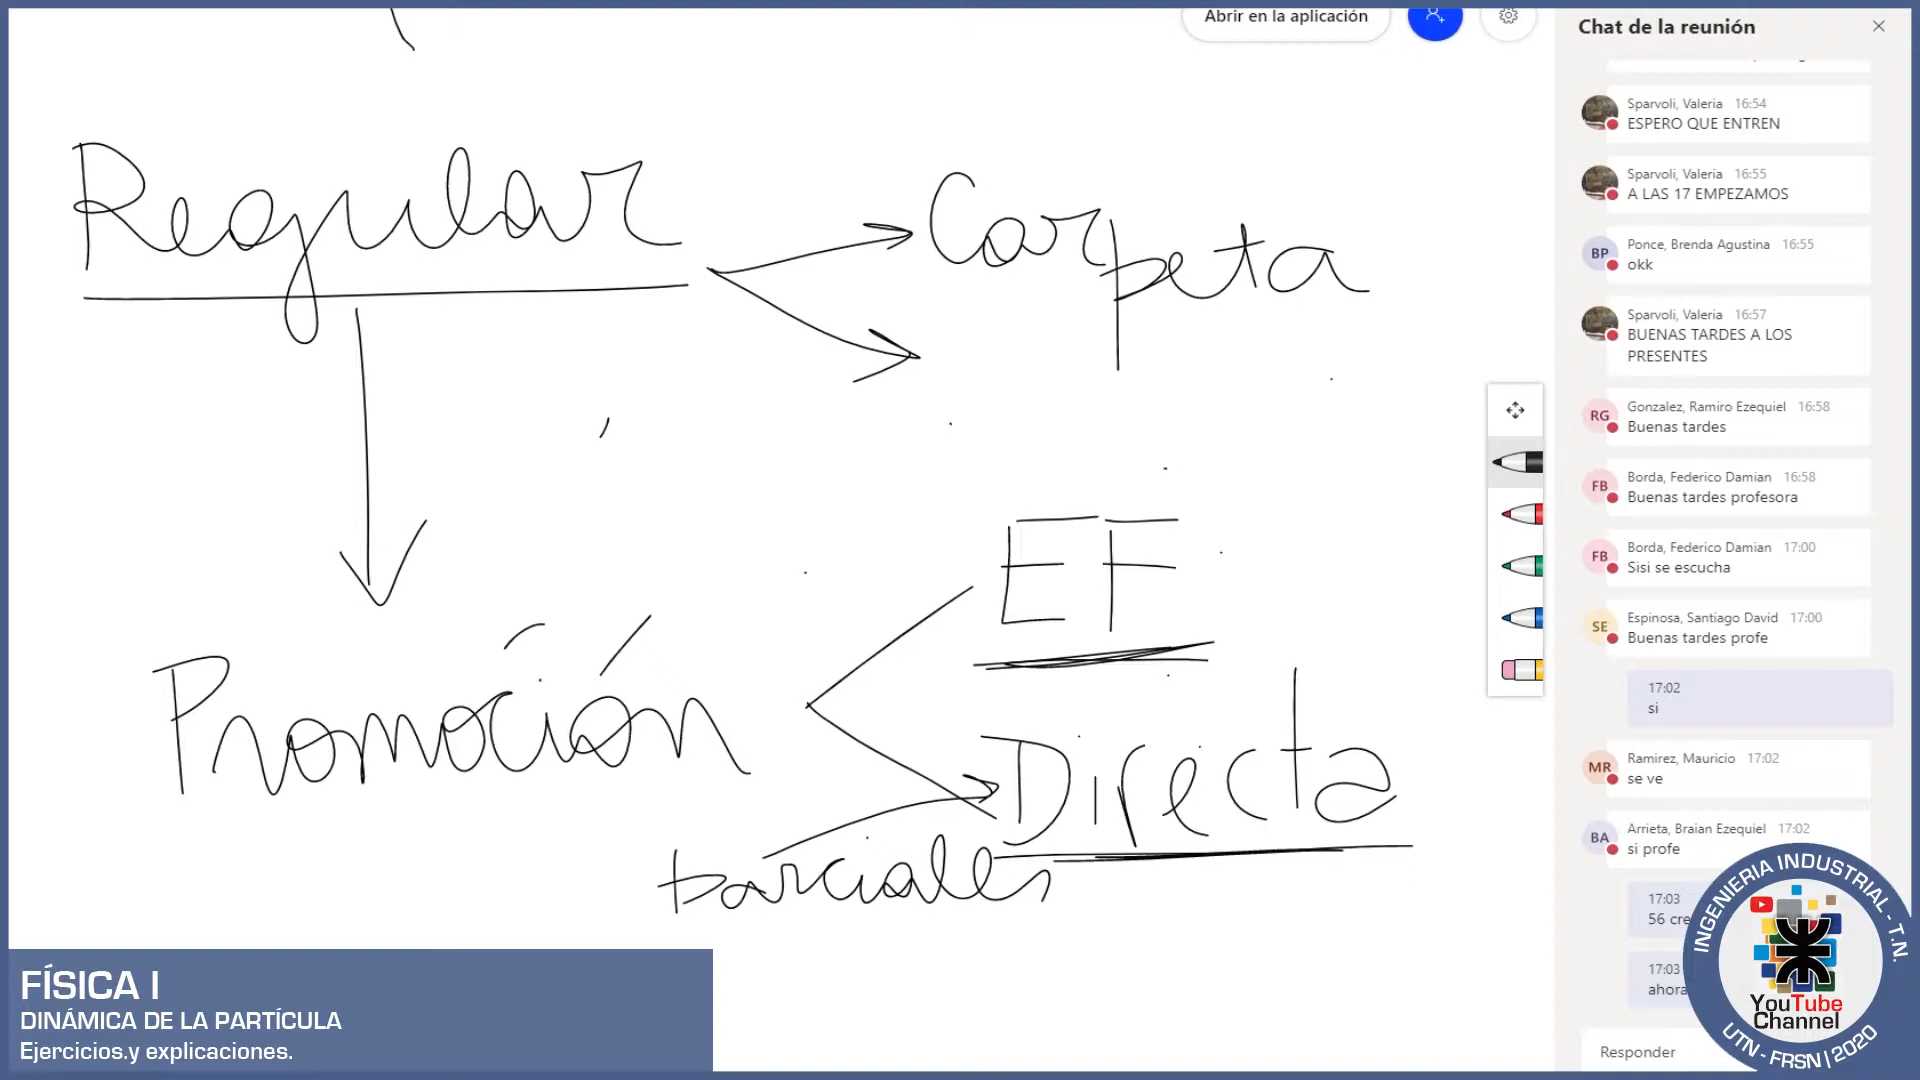 Abrir en la aplicación
Regular
Carpeta
Promoción
EF
Directa
parciales
FÍSICA I
DINÁMICA DE LA PARTÍCULA
Ejercicios.y explicaciones.
Chat de la reunión
Sparvoli, Valeria 16:54
ESPERO QUE ENTREN
Sparvoli, Valeria 16:55
A LAS 17 EMPEZAMOS
BP
Ponce, Brenda Agustina 16:55
okk
Sparvoli, Valeria 16:57
BUENAS TARDES A LOS
PRESENTES
RG
Gonzalez, Ramiro Ezequiel 16:58
Buenas tardes
FB
Borda, Federico Damian 16:58
Buenas tardes profesora
FB
Borda, Federico Damian 17:00
Sisi se escucha
SE
Espinosa, Santiago David 17:00
Buenas tardes profe
17:02
si
MR
Ramirez, Mauricio 17:02
se ve
BA
Arrieta, Braian Ezequiel 17:02
si profe
17:03
56 cre
17:03
ahora
Responder
INGENIERIA INDUSTRIAL - T.N.
YouTube
Channel
UTN - FRSN | 2020